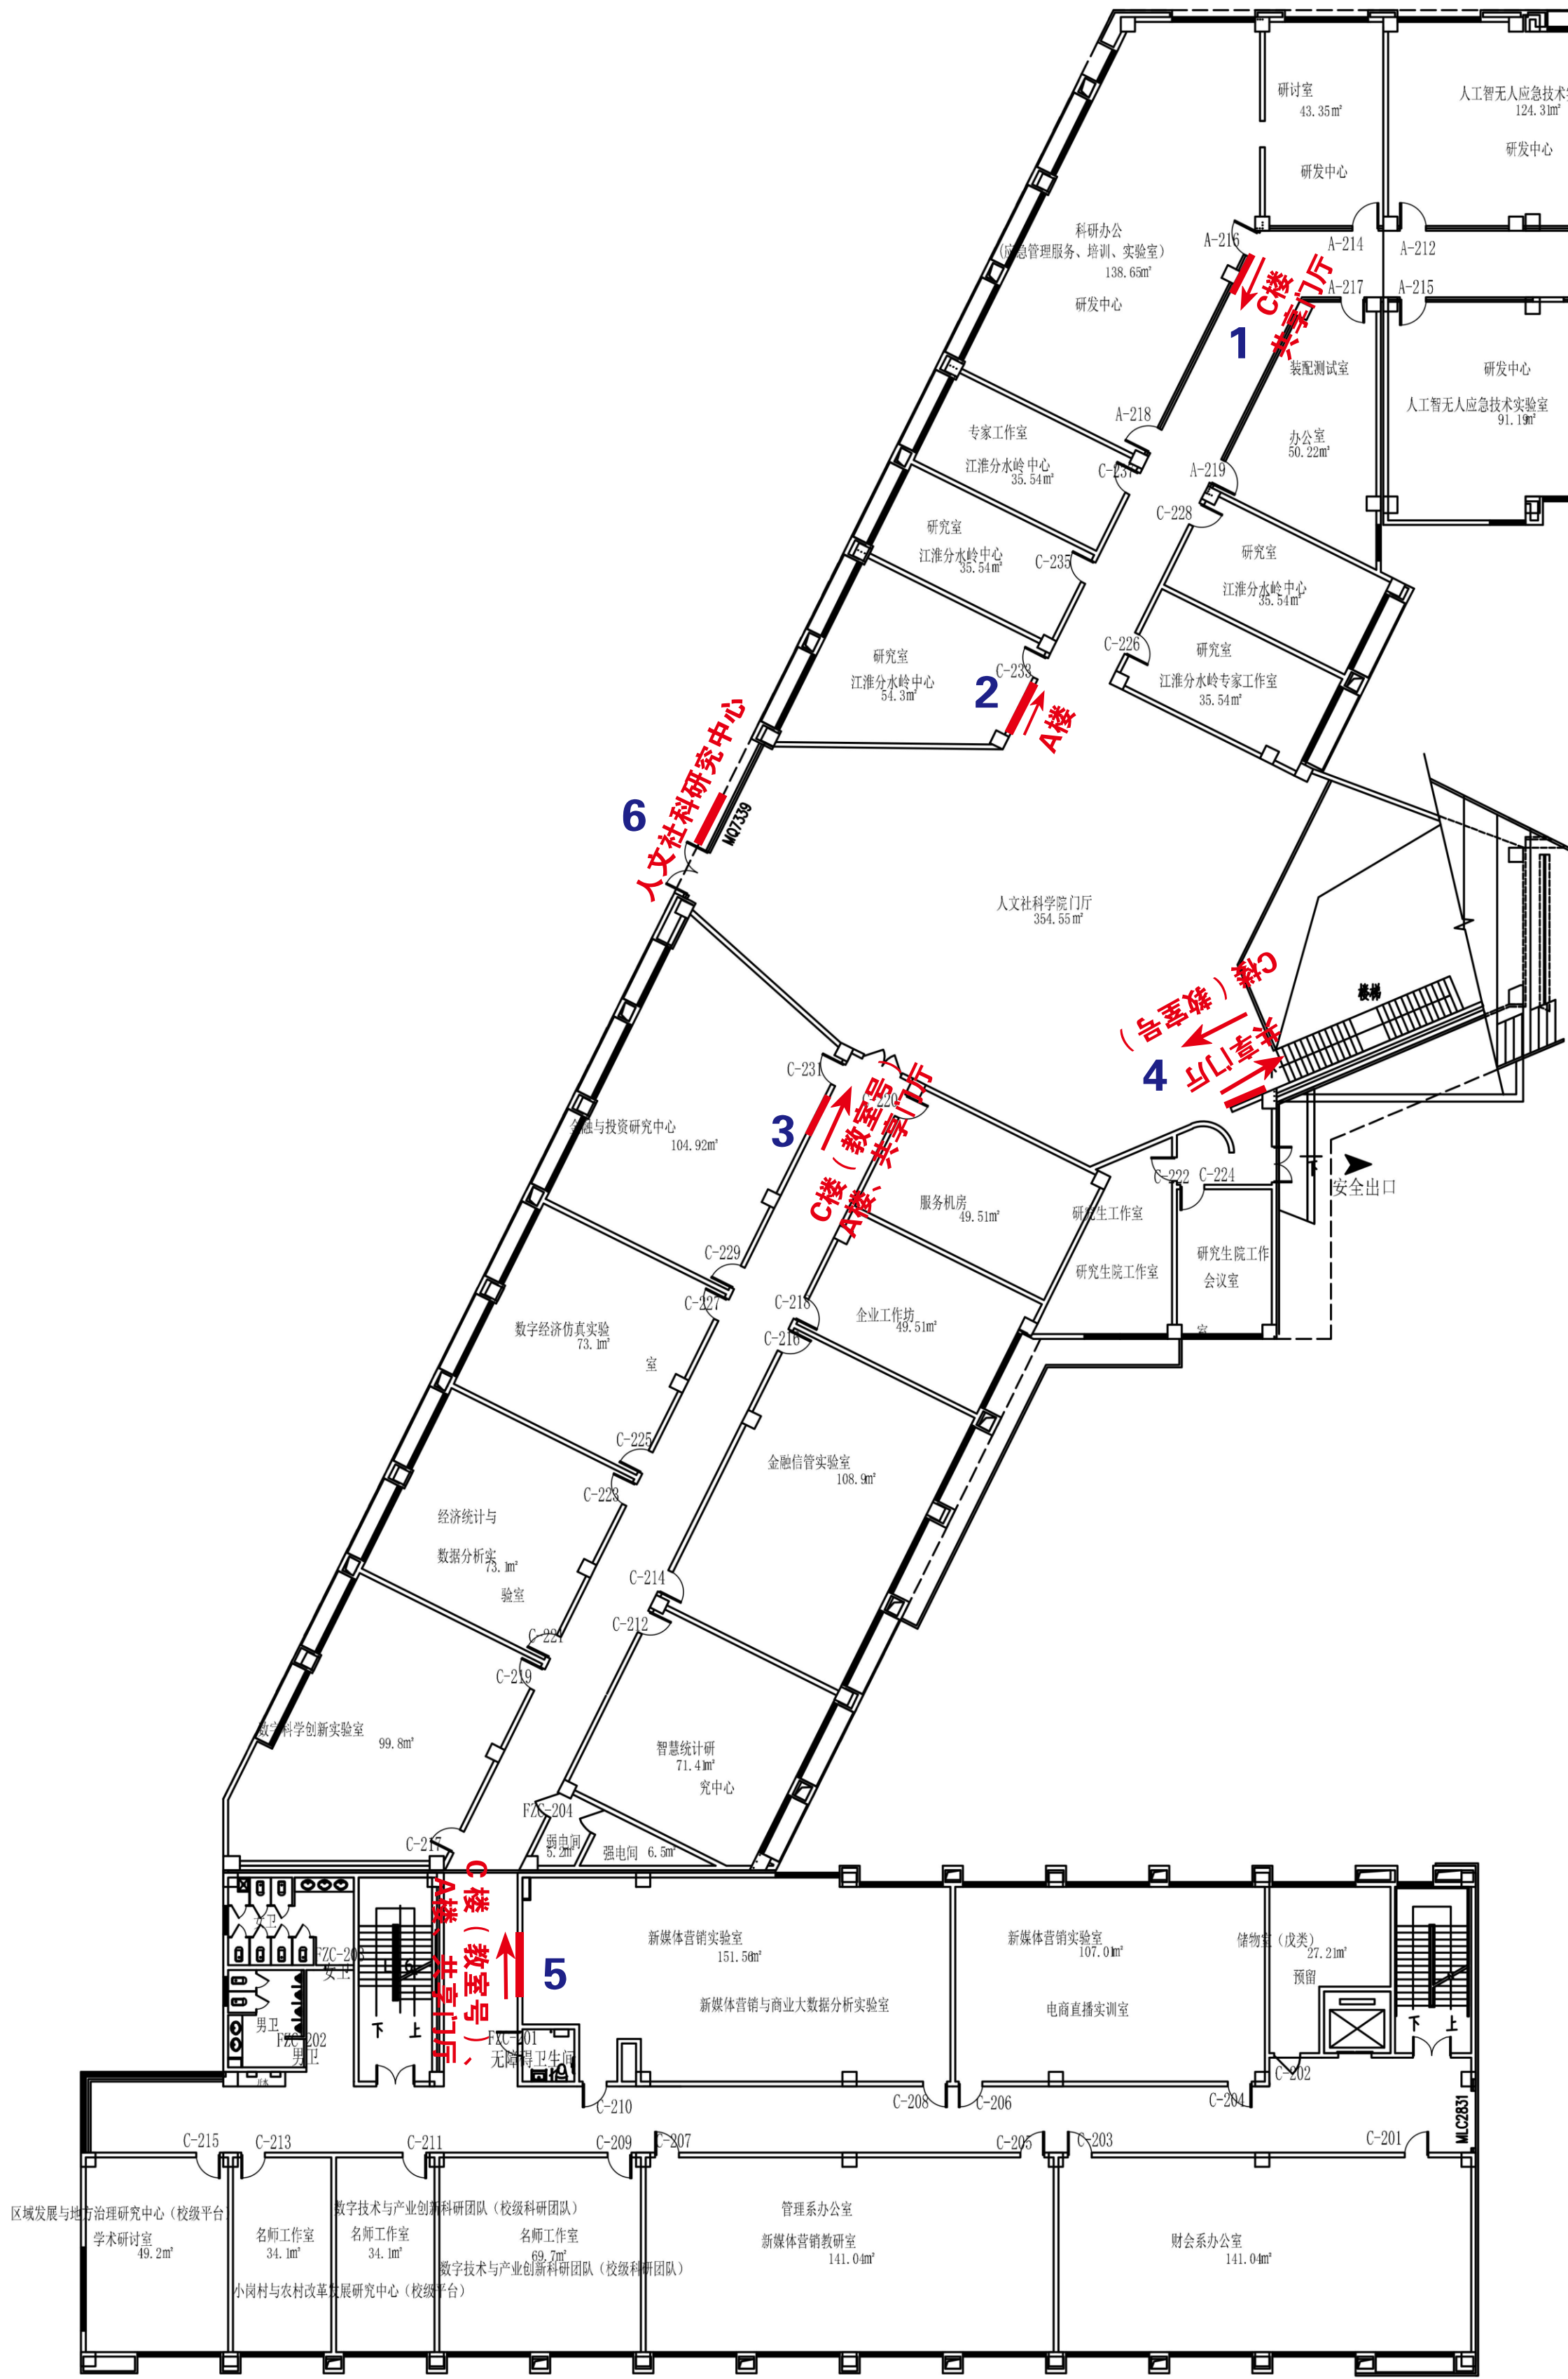 研讨室
43.35㎡
研发中心
人工智无人应急技术
124.31㎡
研发中心
科研办公
(应急管理服务、培训、实验室)
138.65㎡
研发中心
A-216
A-214
A-212
A-217
A-215
C楼
共享门厅
1
装配测试室
办公室
50.22㎡
研发中心
人工智无人应急技术实验室
91.19㎡
A-218
专家工作室
江淮分水岭中心
35.54㎡
C-237
A-219
C-228
研究室
江淮分水岭中心
35.54㎡
C-235
研究室
江淮分水岭中心
35.54㎡
C-226
研究室
江淮分水岭专家工作室
35.54㎡
研究室
江淮分水岭中心
54.3㎡
C-233
2
A楼
人文社科研究中心
6
MQ7339
人文社科学院门厅
354.55㎡
C楼（教室号）
共享门厅
4
楼梯
C-231
C-220
3
C楼（教室号）
A楼、共享门厅
金融与投资研究中心
104.92㎡
服务机房
49.51㎡
C-222
C-224
下
安全出口
研究生工作室
研究生院工作室
研究生院工作
会议室
室
C-229
C-227
C-218
C-216
企业工作坊
49.51㎡
数字经济仿真实验
73.1㎡
室
C-225
C-223
金融信管实验室
108.9㎡
经济统计与
数据分析实
73.1㎡
验室
C-214
C-212
C-221
C-219
数字科学创新实验室
99.8㎡
智慧统计研
71.41㎡
究中心
C-217
FZC-204
弱电间
5.2㎡
强电间 6.5㎡
C楼（教室号）、
A楼、共享门厅
5
女卫
FZC-203
女卫
男卫
FZC-202
男卫
下 上
FZC-201
无障碍卫生间
新媒体营销实验室
151.56㎡
新媒体营销与商业大数据分析实验室
新媒体营销实验室
107.01㎡
电商直播实训室
储物室（戊类）
27.21㎡
预留
下 上
C-202
C-210
C-208
C-206
C-204
MLC2831
C-215
C-213
C-211
C-209
C-207
C-205
C-203
C-201
区域发展与地方治理研究中心（校级平台）
学术研讨室
49.2㎡
名师工作室
34.1㎡
小岗村与农村改革发展研究中心（校级平台）
数字技术与产业创新科研团队（校级科研团队）
名师工作室
34.1㎡
名师工作室
69.7㎡
数字技术与产业创新科研团队（校级科研团队）
管理系办公室
新媒体营销教研室
141.04㎡
财会系办公室
141.04㎡